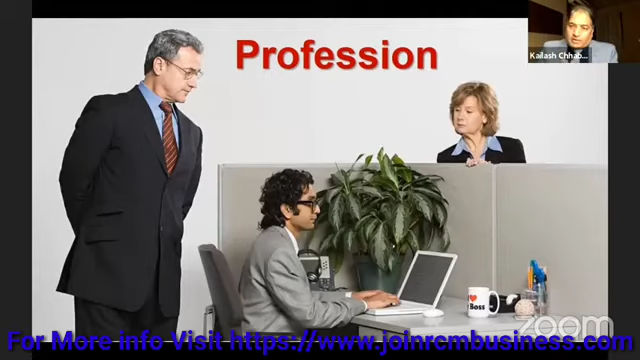 Profession
Kailash Chhab...
I ❤ Boss
zoom
For More info Visit https://www.joinrcmbusiness.com